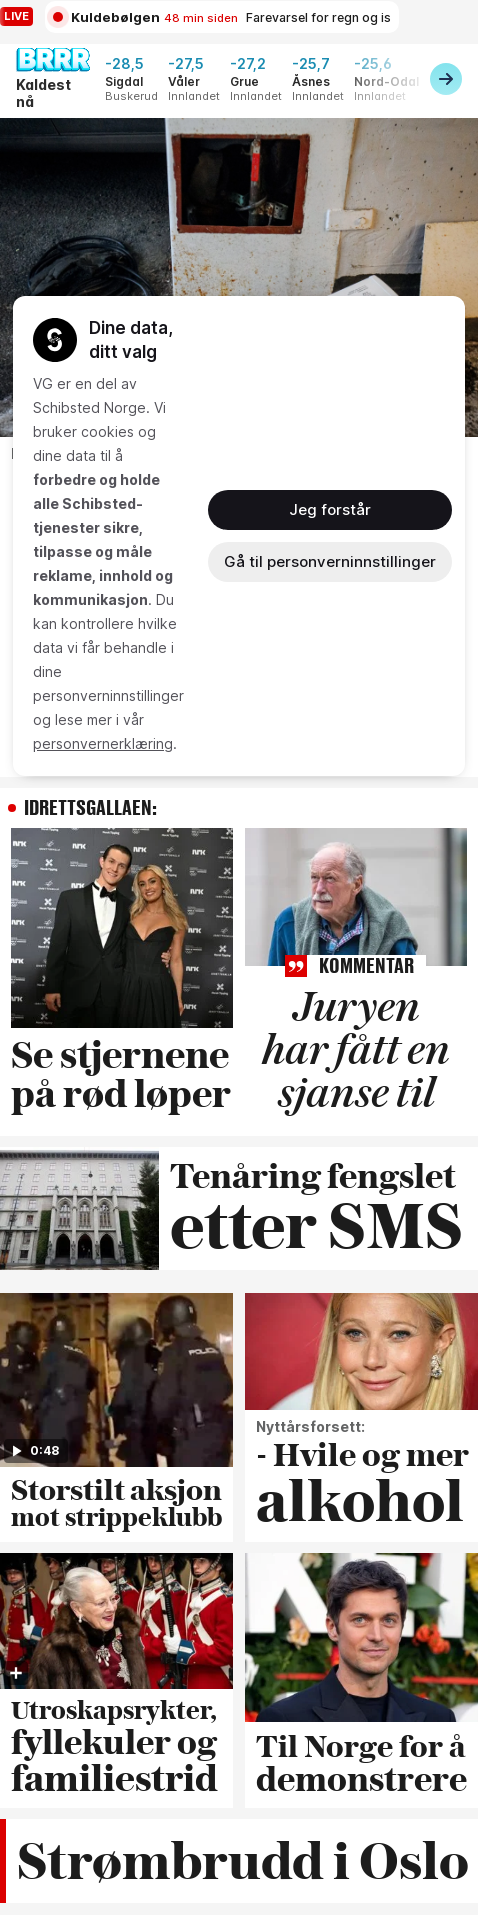 LIVE
Kuldebølgen 48 min siden Farevarsel for regn og is
BRRR
Kaldest
nå
-28,5
Sigdal
Buskerud
-27,5
Våler
Innlandet
-27,2
Grue
Innlandet
-25,7
Åsnes
Innlandet
-25,6
Nord-Odal
Innlandet
Dine data,
ditt valg
VG er en del av
Schibsted Norge. Vi
bruker cookies og
dine data til å
forbedre og holde
alle Schibsted-
tjenester sikre,
tilpasse og måle
reklame, innhold og
kommunikasjon. Du
kan kontrollere hvilke
data vi får behandle i
dine
personverninnstillinger
og lese mer i vår
personvernerklæring.
Jeg forstår
Gå til personverninnstillinger
IDRETTSGALLAEN:
Se stjernene
på rød løper
KOMMENTAR
Juryen
har fått en
sjanse til
Tenåring fengslet
etter SMS
0:48
Storstilt aksjon
mot strippeklubb
Nyttårsforsett:
- Hvile og mer
alkohol
Utroskapsrykter,
fyllekuler og
familiestrid
Til Norge for å
demonstrere
Strømbrudd i Oslo